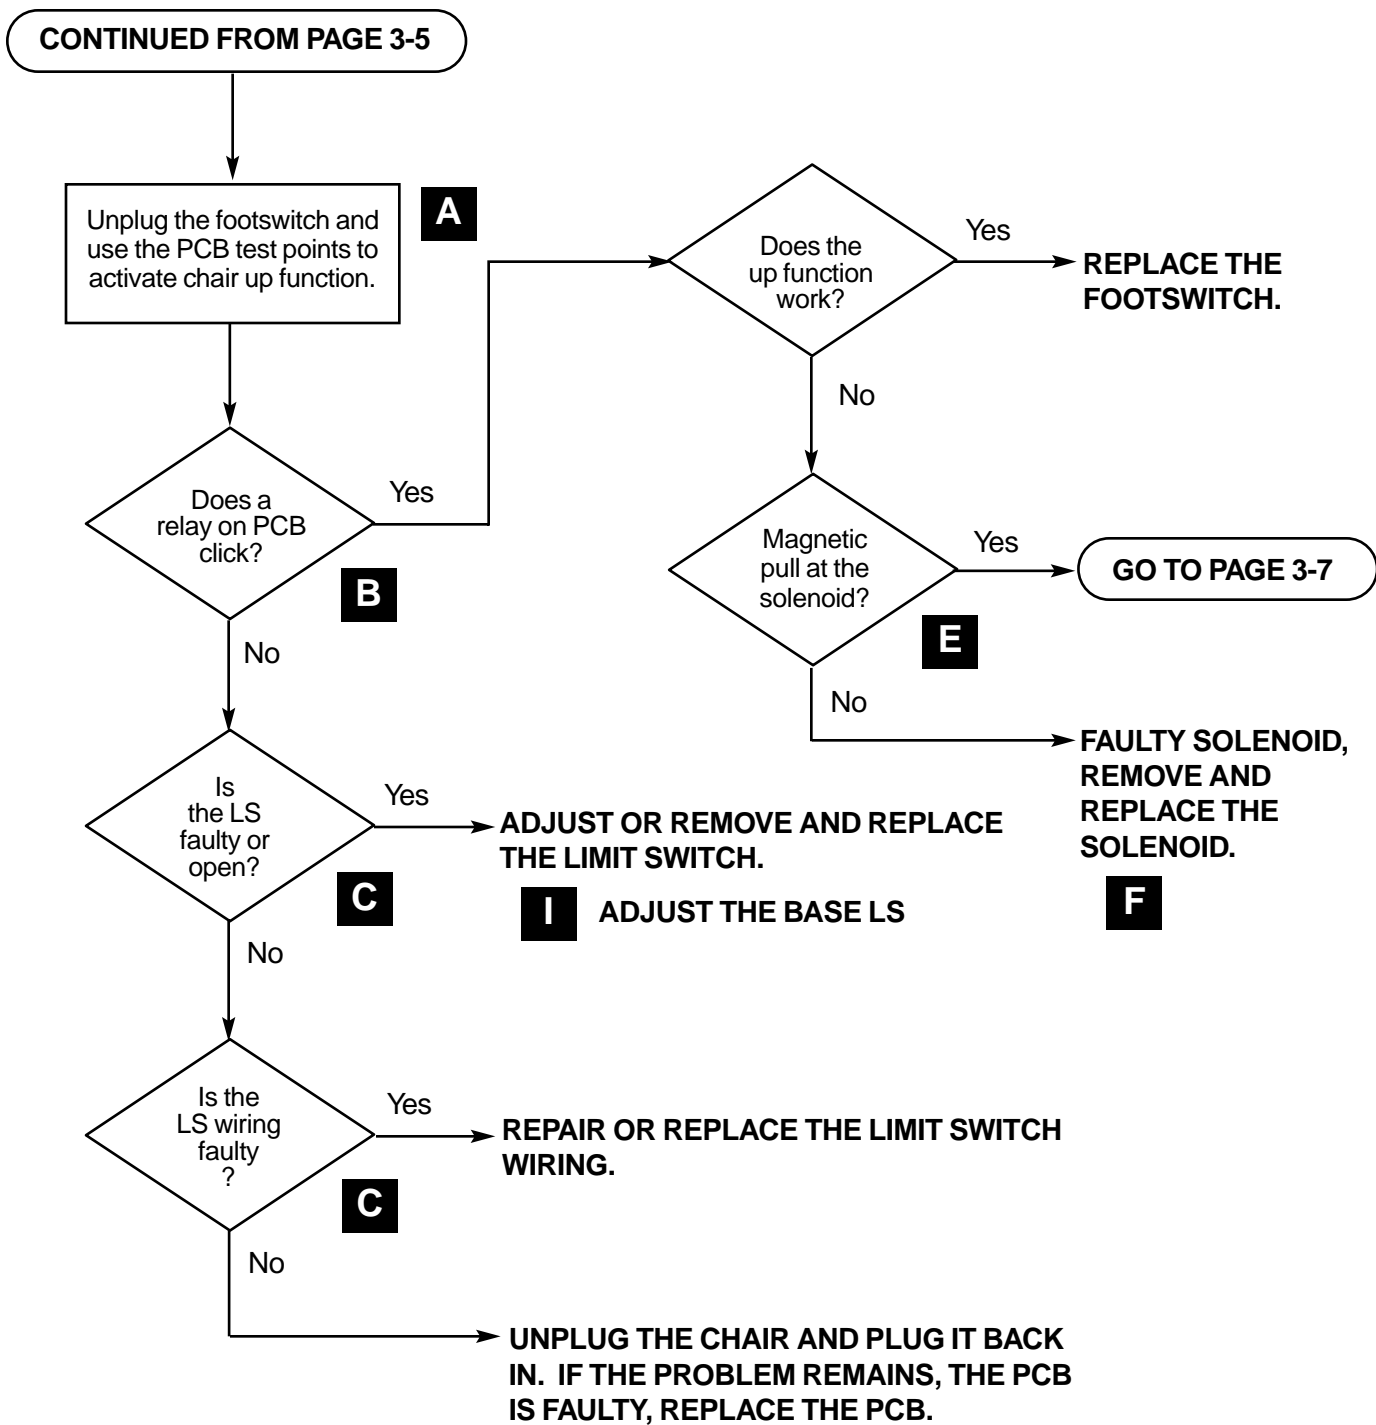 CONTINUED FROM PAGE 3-5
Unplug the footswitch and
use the PCB test points to
activate chair up function.
A
Does a
relay on PCB
click?
Yes
B
No
Does the
up function
work?
Yes
REPLACE THE
FOOTSWITCH.
No
Magnetic
pull at the
solenoid?
Yes
GO TO PAGE 3-7
E
No
FAULTY SOLENOID,
REMOVE AND
REPLACE THE
SOLENOID.
F
Is
the LS
faulty or
open?
Yes
ADJUST OR REMOVE AND REPLACE
THE LIMIT SWITCH.
C
I
ADJUST THE BASE LS
No
Is the
LS wiring
faulty
?
Yes
REPAIR OR REPLACE THE LIMIT SWITCH
WIRING.
C
No
UNPLUG THE CHAIR AND PLUG IT BACK
IN.  IF THE PROBLEM REMAINS, THE PCB
IS FAULTY, REPLACE THE PCB.